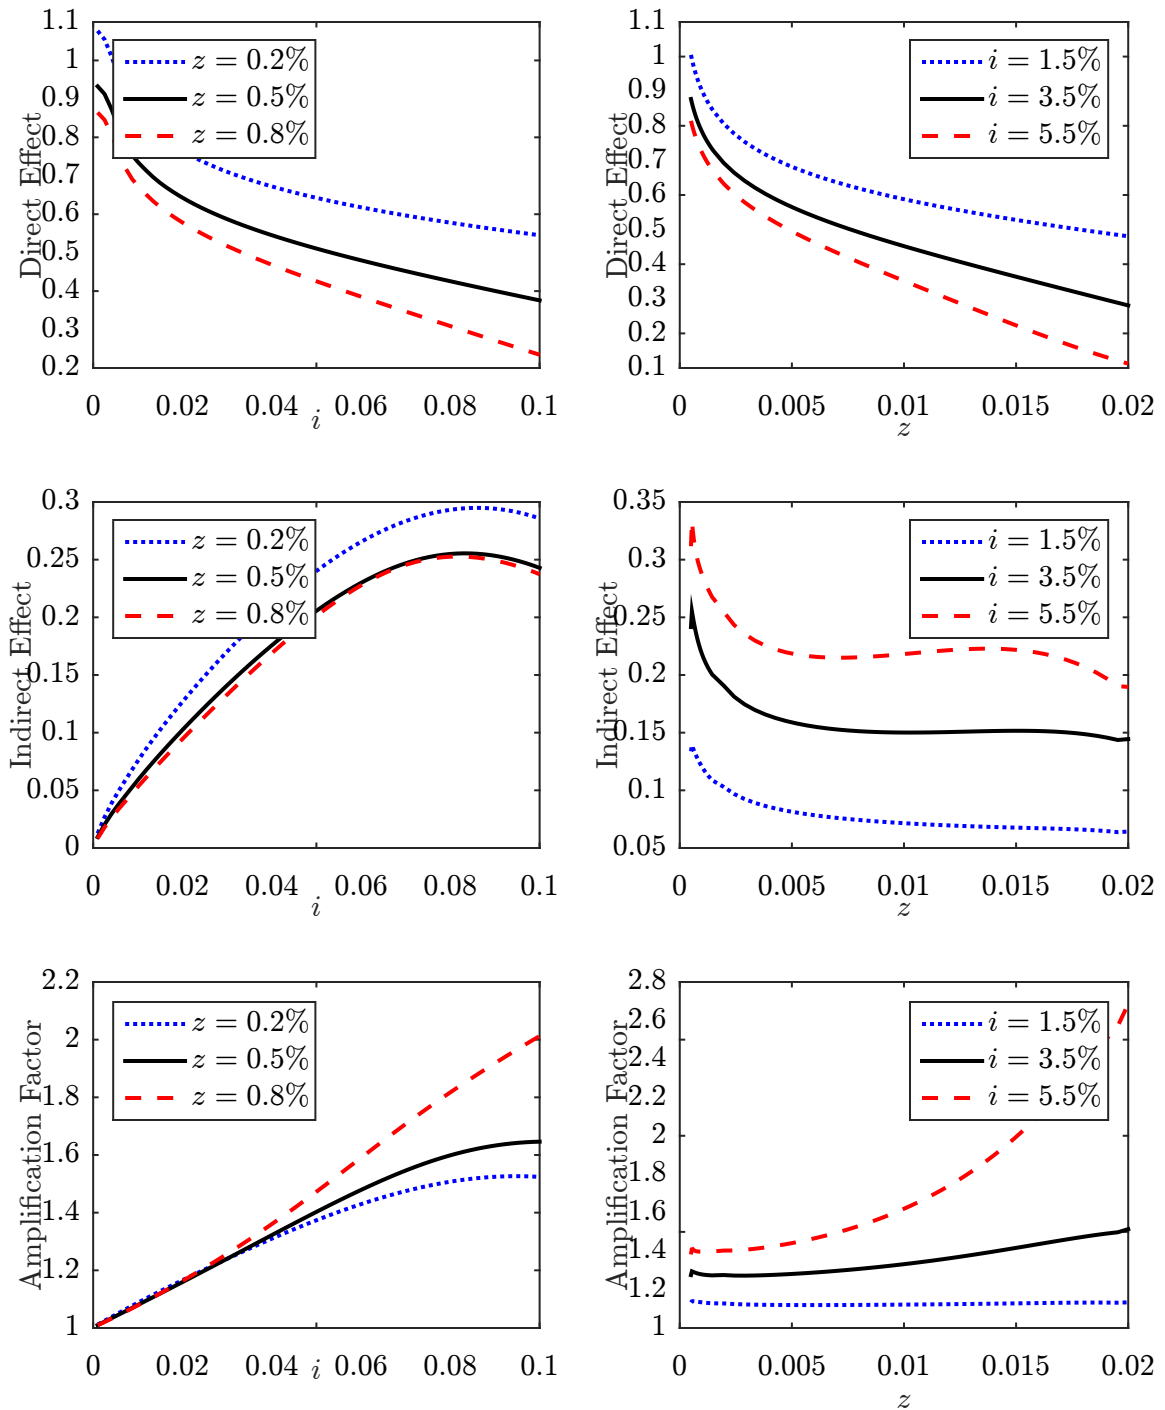 1.1
1
0.9
0.8
0.7
0.6
0.5
0.4
0.3
0.2
Direct Effect
z = 0.2%
z = 0.5%
z = 0.8%
0 0.02 0.04 0.06 0.08 0.1
i
1.1
1
0.9
0.8
0.7
0.6
0.5
0.4
0.3
0.2
0.1
Direct Effect
i = 1.5%
i = 3.5%
i = 5.5%
0 0.005 0.01 0.015 0.02
z
0.3
0.25
0.2
0.15
0.1
0.05
0
Indirect Effect
z = 0.2%
z = 0.5%
z = 0.8%
0 0.02 0.04 0.06 0.08 0.1
i
0.35
0.3
0.25
0.2
0.15
0.1
0.05
Indirect Effect
i = 1.5%
i = 3.5%
i = 5.5%
0 0.005 0.01 0.015 0.02
z
2.2
2
1.8
1.6
1.4
1.2
1
Amplification Factor
z = 0.2%
z = 0.5%
z = 0.8%
0 0.02 0.04 0.06 0.08 0.1
i
2.8
2.6
2.4
2.2
2
1.8
1.6
1.4
1.2
1
Amplification Factor
i = 1.5%
i = 3.5%
i = 5.5%
0 0.005 0.01 0.015 0.02
z